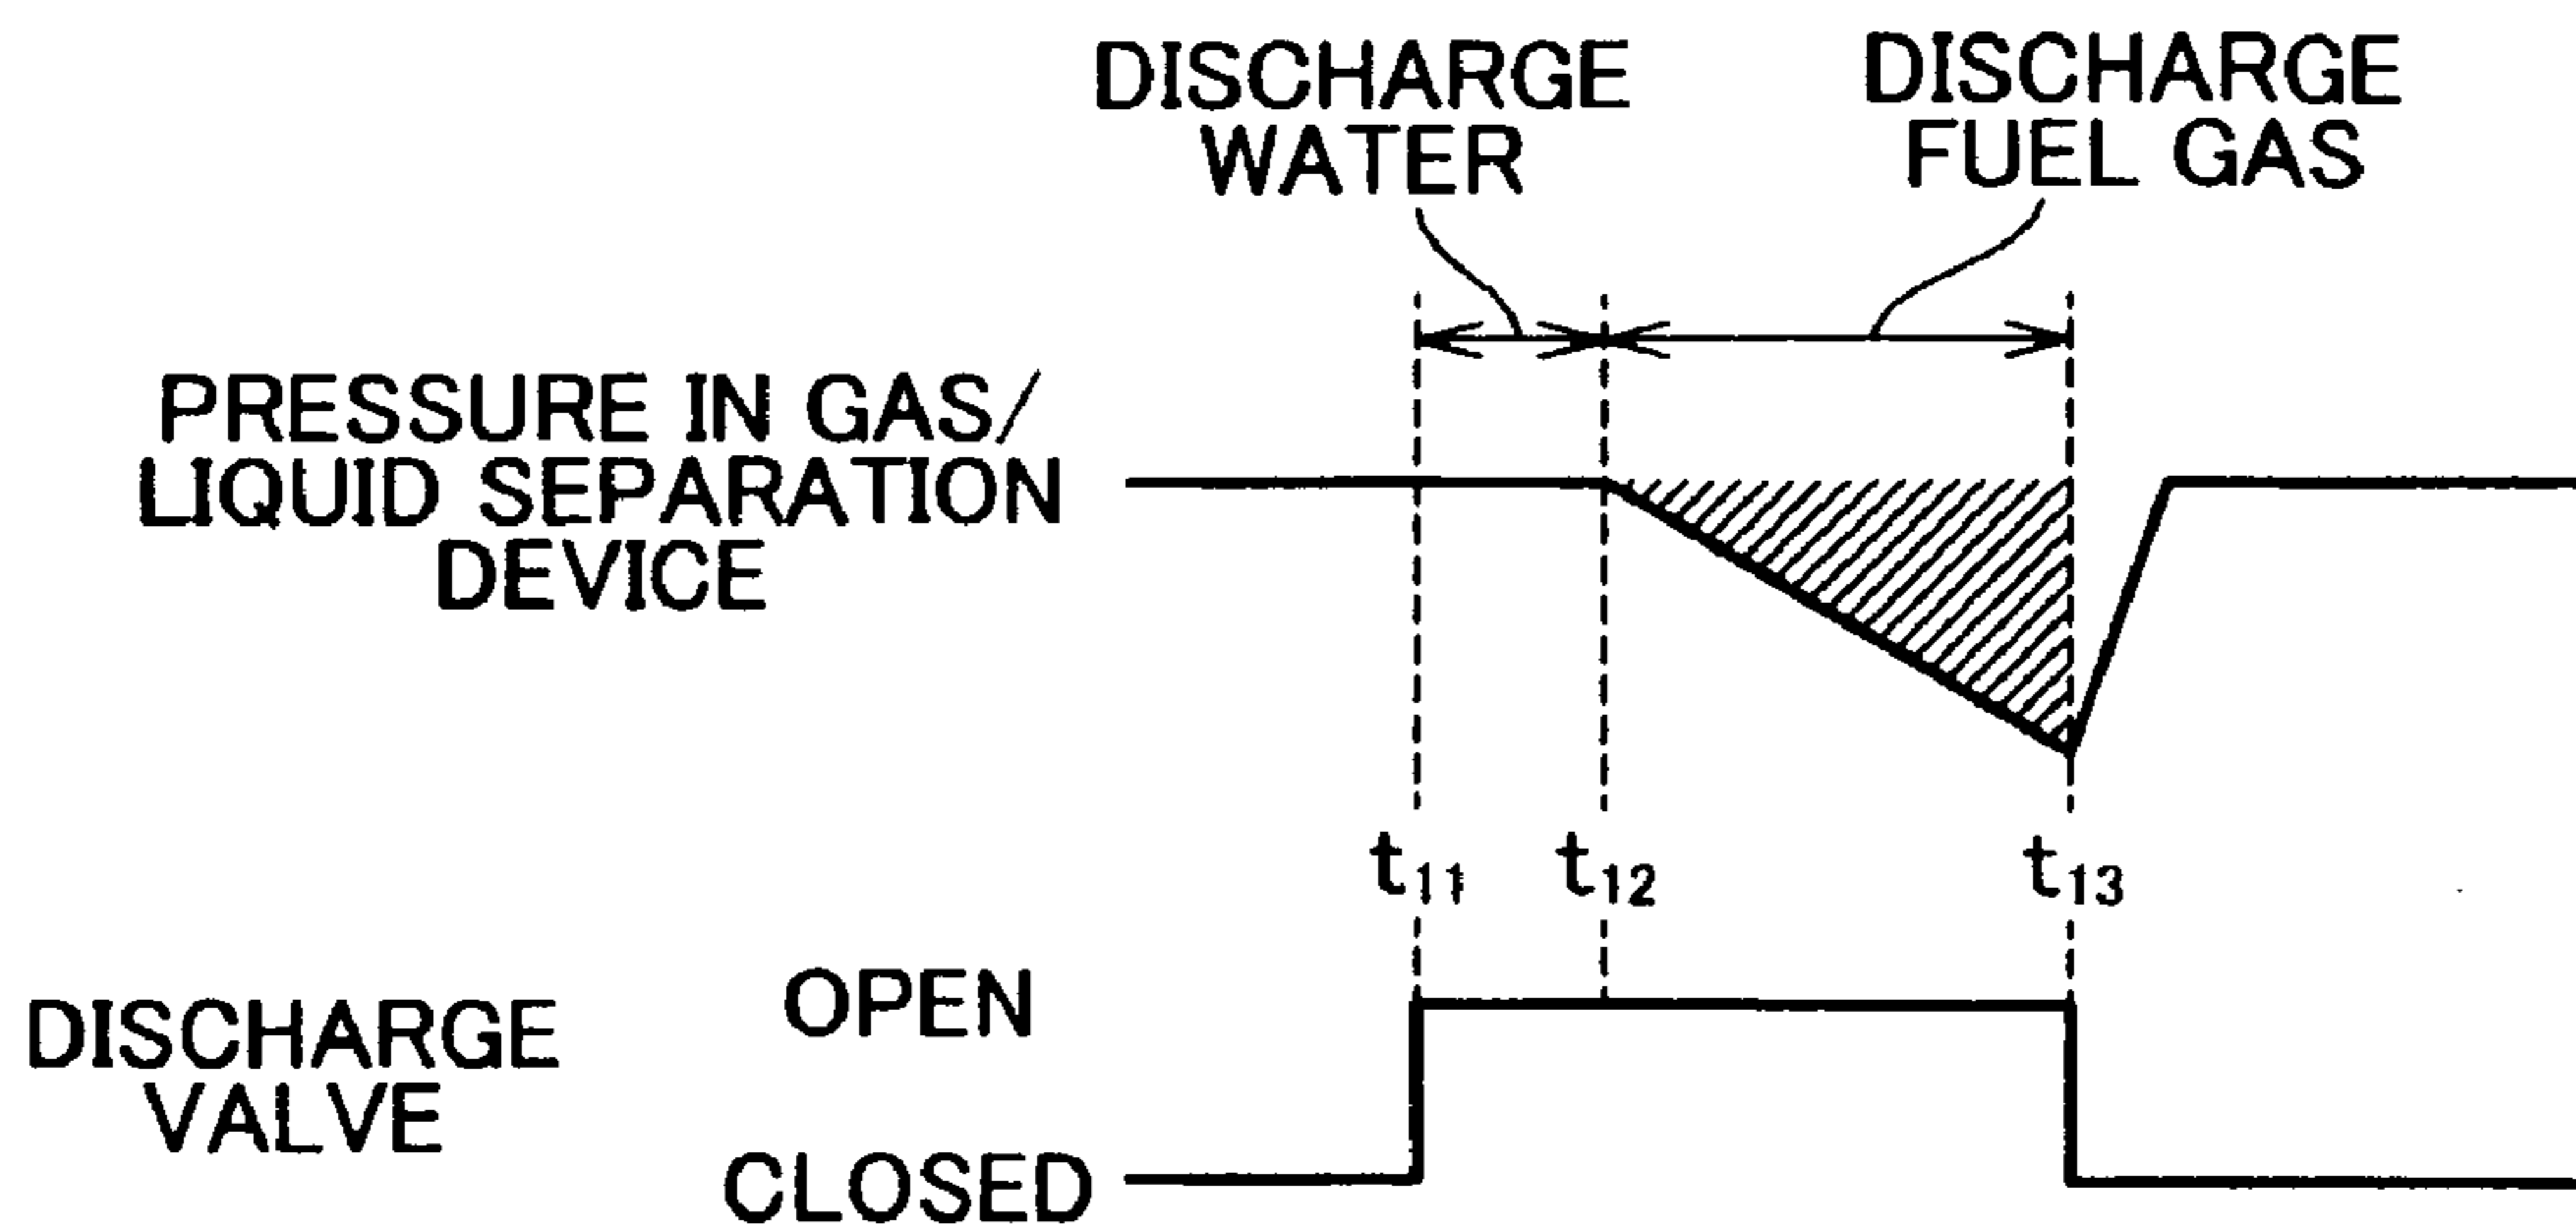 DISCHARGE
WATER
DISCHARGE
FUEL GAS
PRESSURE IN GAS/
LIQUID SEPARATION
DEVICE
t11
t12
t13
DISCHARGE
VALVE
OPEN
CLOSED